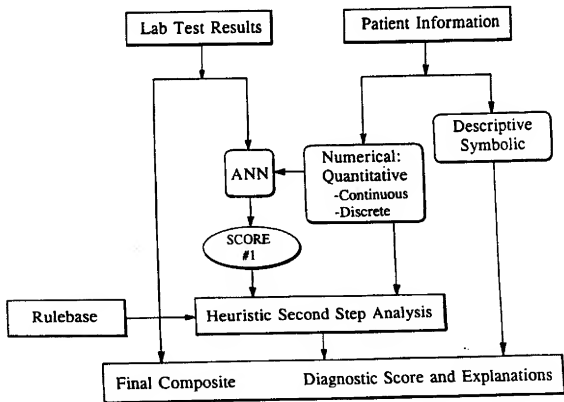 Lab Test Results
Patient Information
Descriptive
Symbolic
Numerical:
Quantitative
-Continuous
-Discrete
ANN
SCORE
#1
Rulebase
Heuristic Second Step Analysis
Final Composite Diagnostic Score and Explanations